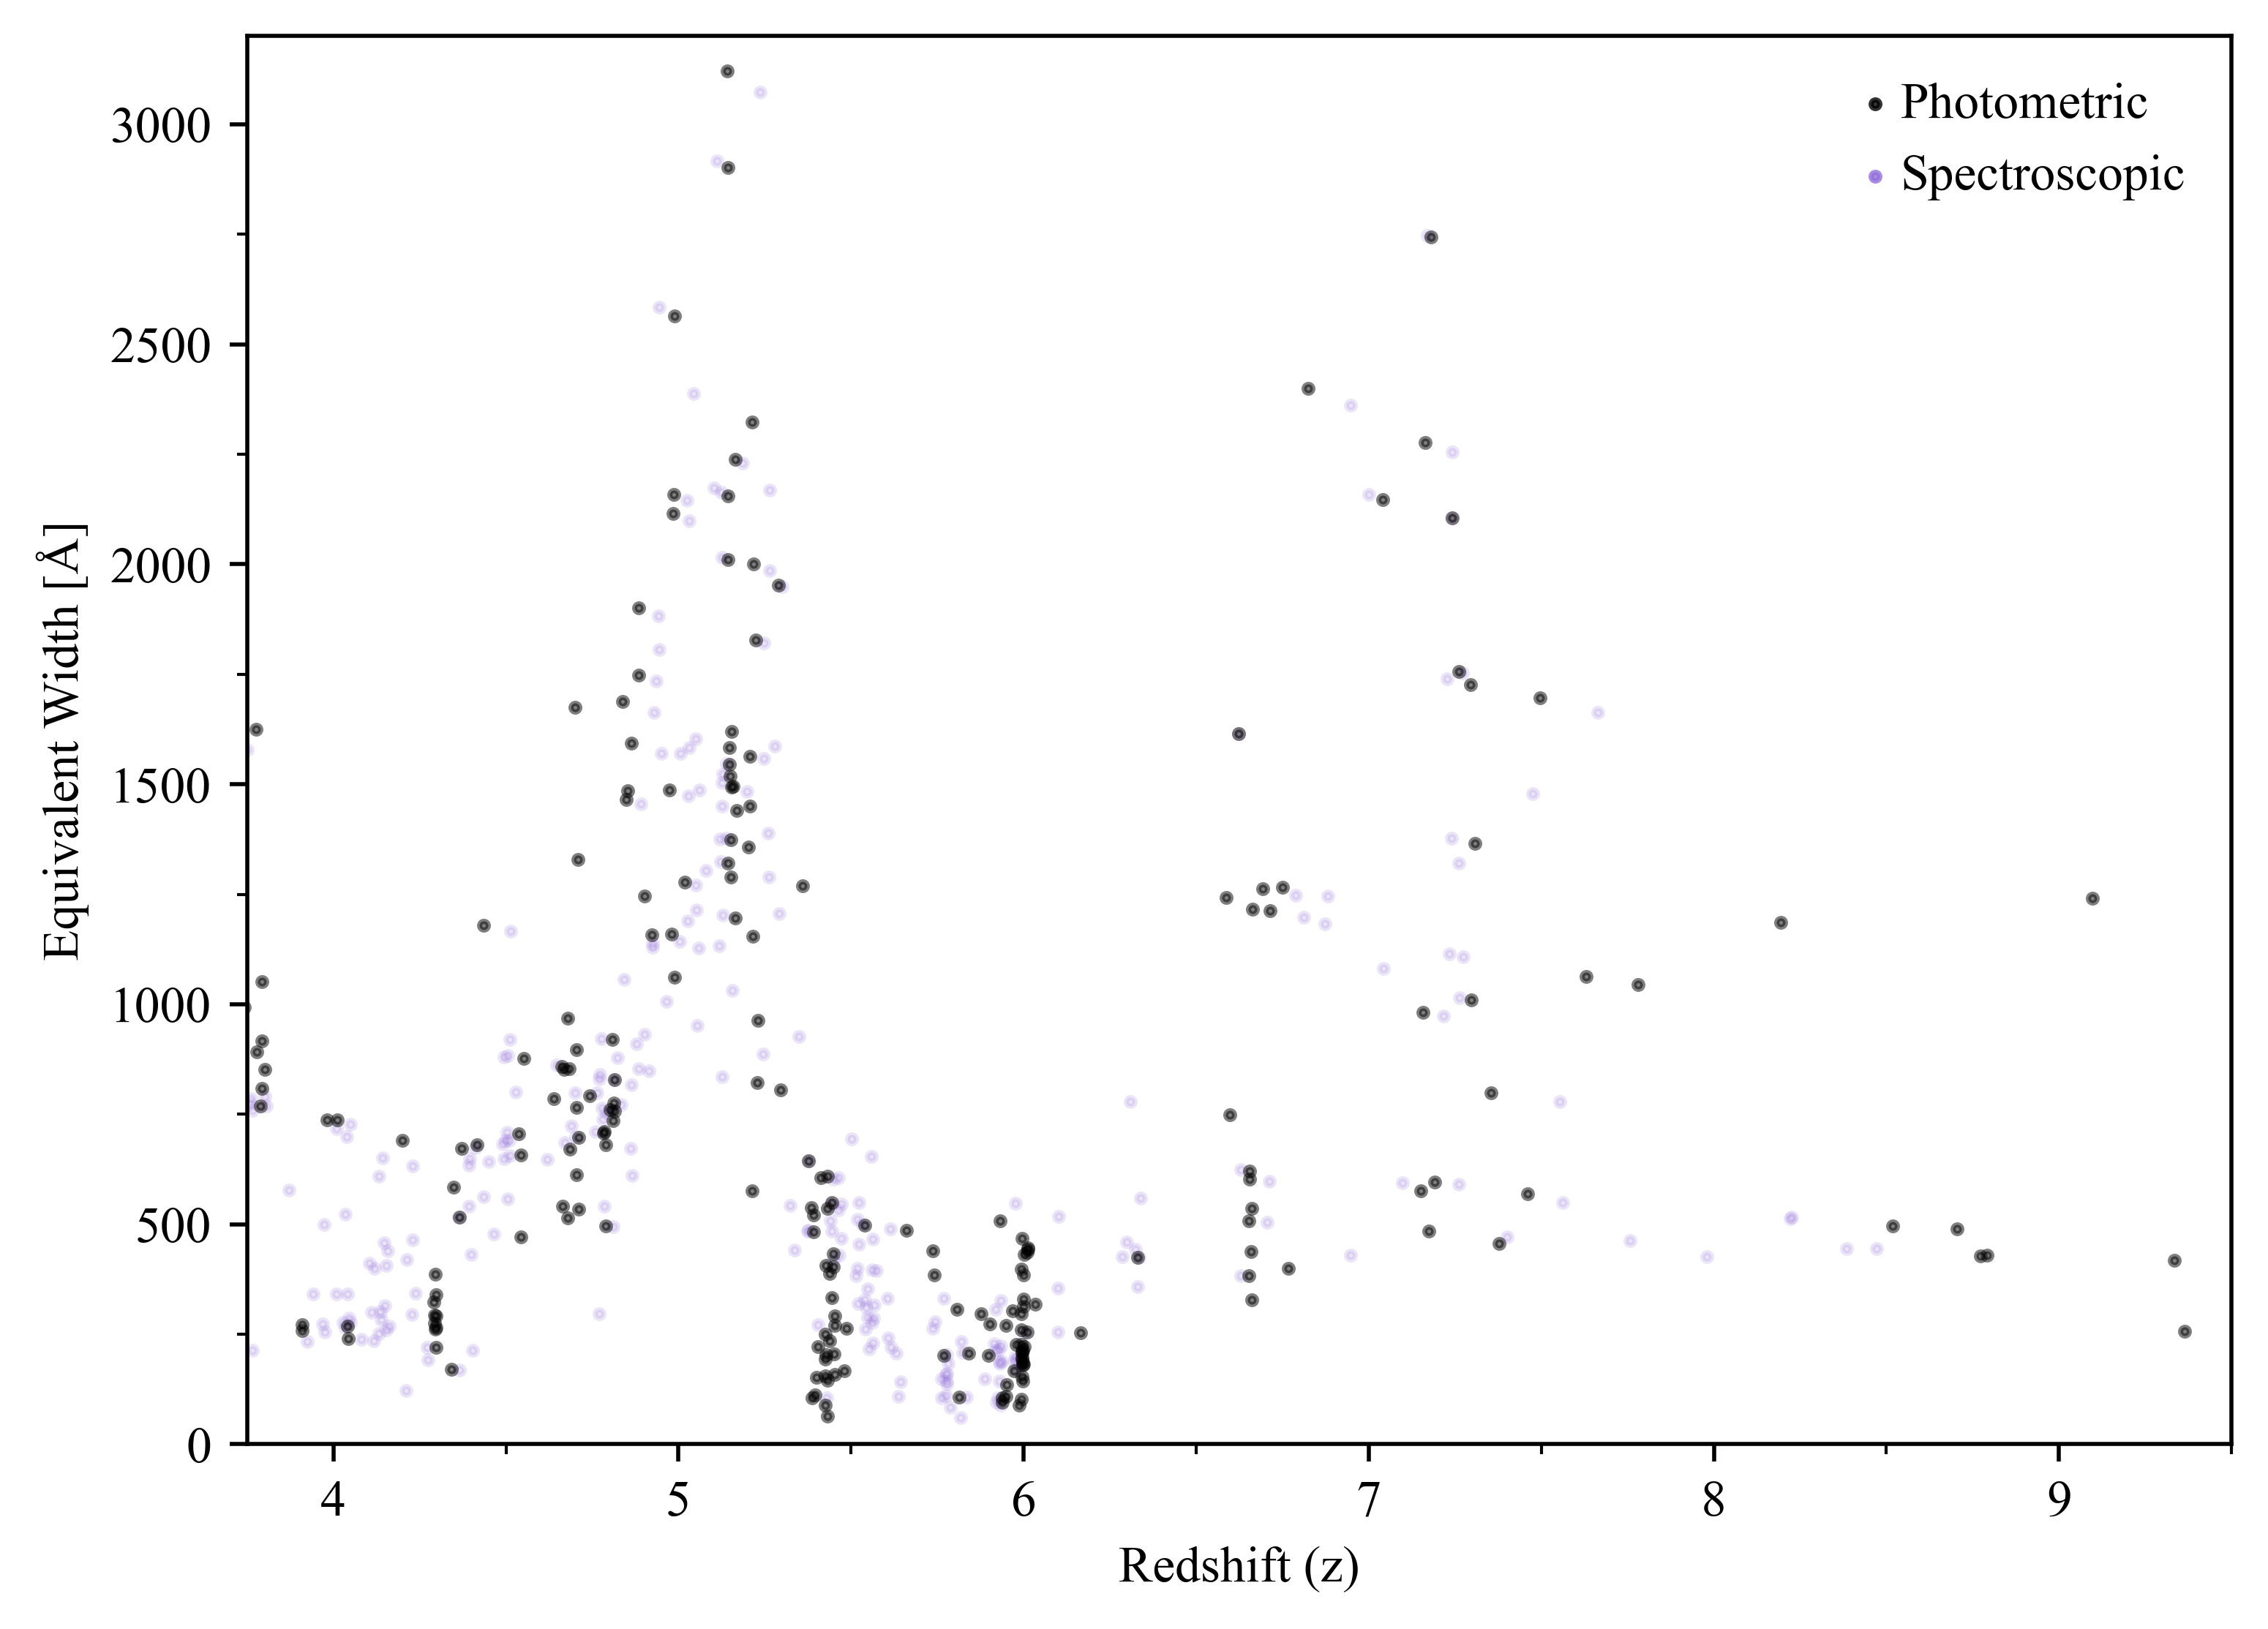 Photometric
Spectroscopic
3000
2500
2000
1500
1000
500
0
Equivalent Width [Å]
4 5 6 7 8 9
Redshift (z)